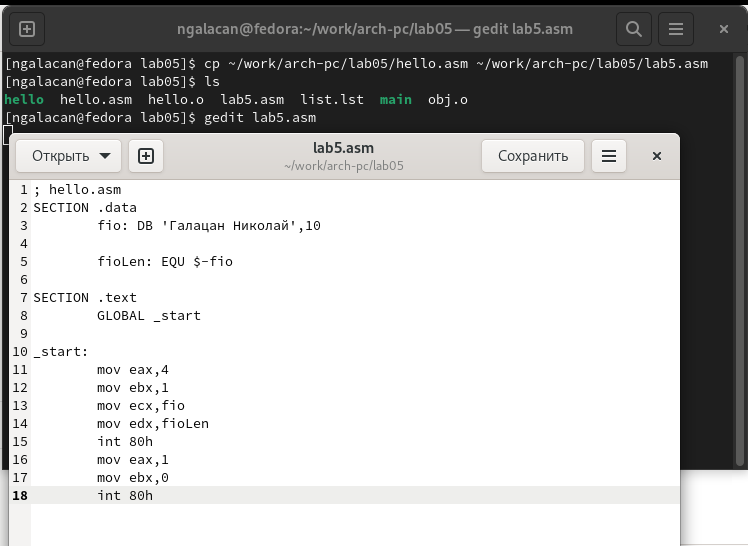 ngalacan@fedora:~/work/arch-pc/lab05 — gedit lab5.asm
[ngalacan@fedora lab05]$ cp ~/work/arch-pc/lab05/hello.asm ~/work/arch-pc/lab05/lab5.asm
[ngalacan@fedora lab05]$ ls
hello  hello.asm  hello.o  lab5.asm  list.lst  main  obj.o
[ngalacan@fedora lab05]$ gedit lab5.asm
Открыть
lab5.asm
~/work/arch-pc/lab05
Сохранить
1 ; hello.asm
2 SECTION .data
3         fio: DB 'Галацан Николай',10
4
5         fioLen: EQU $-fio
6
7 SECTION .text
8         GLOBAL _start
9
10 _start:
11         mov eax,4
12         mov ebx,1
13         mov ecx,fio
14         mov edx,fioLen
15         int 80h
16         mov eax,1
17         mov ebx,0
18         int 80h